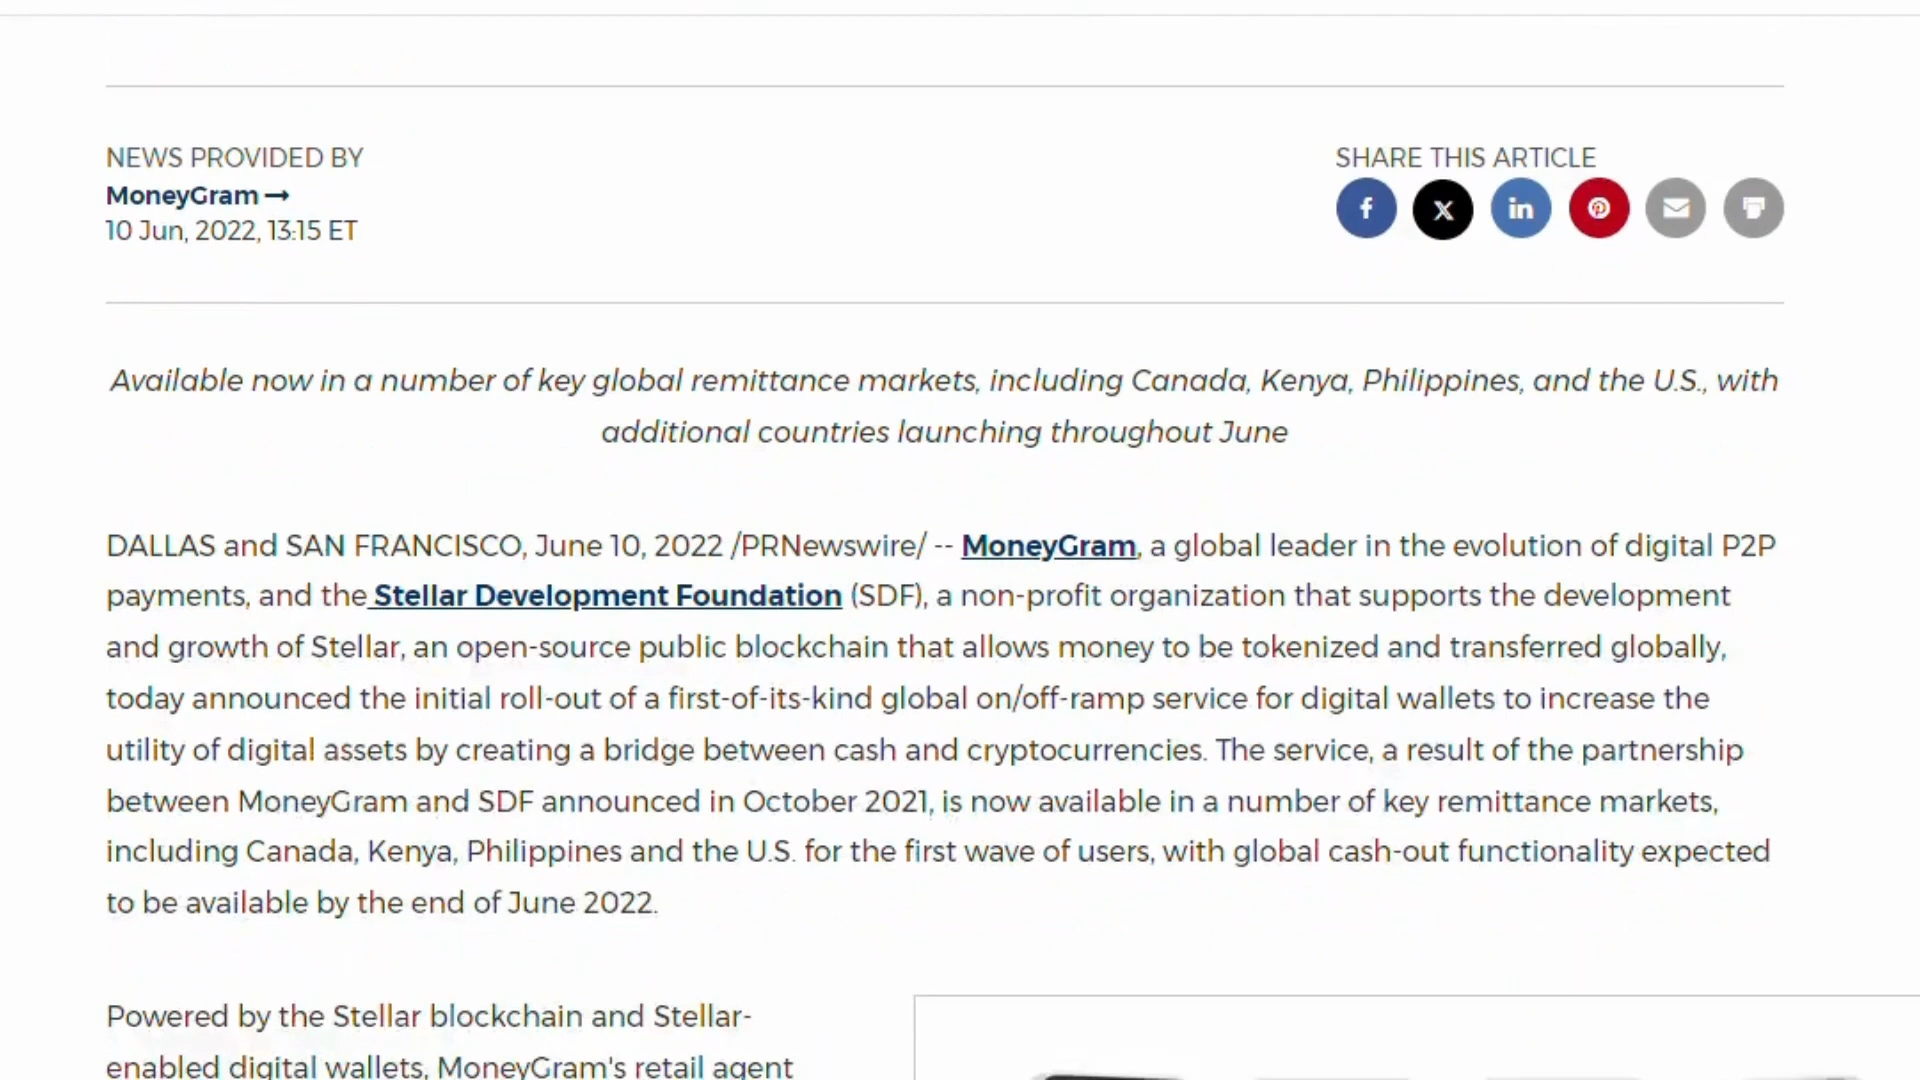 NEWS PROVIDED BY
MoneyGram →
10 Jun, 2022, 13:15 ET
SHARE THIS ARTICLE
Available now in a number of key global remittance markets, including Canada, Kenya, Philippines, and the U.S., with
additional countries launching throughout June
DALLAS and SAN FRANCISCO, June 10, 2022 /PRNewswire/ -- MoneyGram, a global leader in the evolution of digital P2P
payments, and the Stellar Development Foundation (SDF), a non-profit organization that supports the development
and growth of Stellar, an open-source public blockchain that allows money to be tokenized and transferred globally,
today announced the initial roll-out of a first-of-its-kind global on/off-ramp service for digital wallets to increase the
utility of digital assets by creating a bridge between cash and cryptocurrencies. The service, a result of the partnership
between MoneyGram and SDF announced in October 2021, is now available in a number of key remittance markets,
including Canada, Kenya, Philippines and the U.S. for the first wave of users, with global cash-out functionality expected
to be available by the end of June 2022.
Powered by the Stellar blockchain and Stellar-
enabled digital wallets, MoneyGram's retail agent